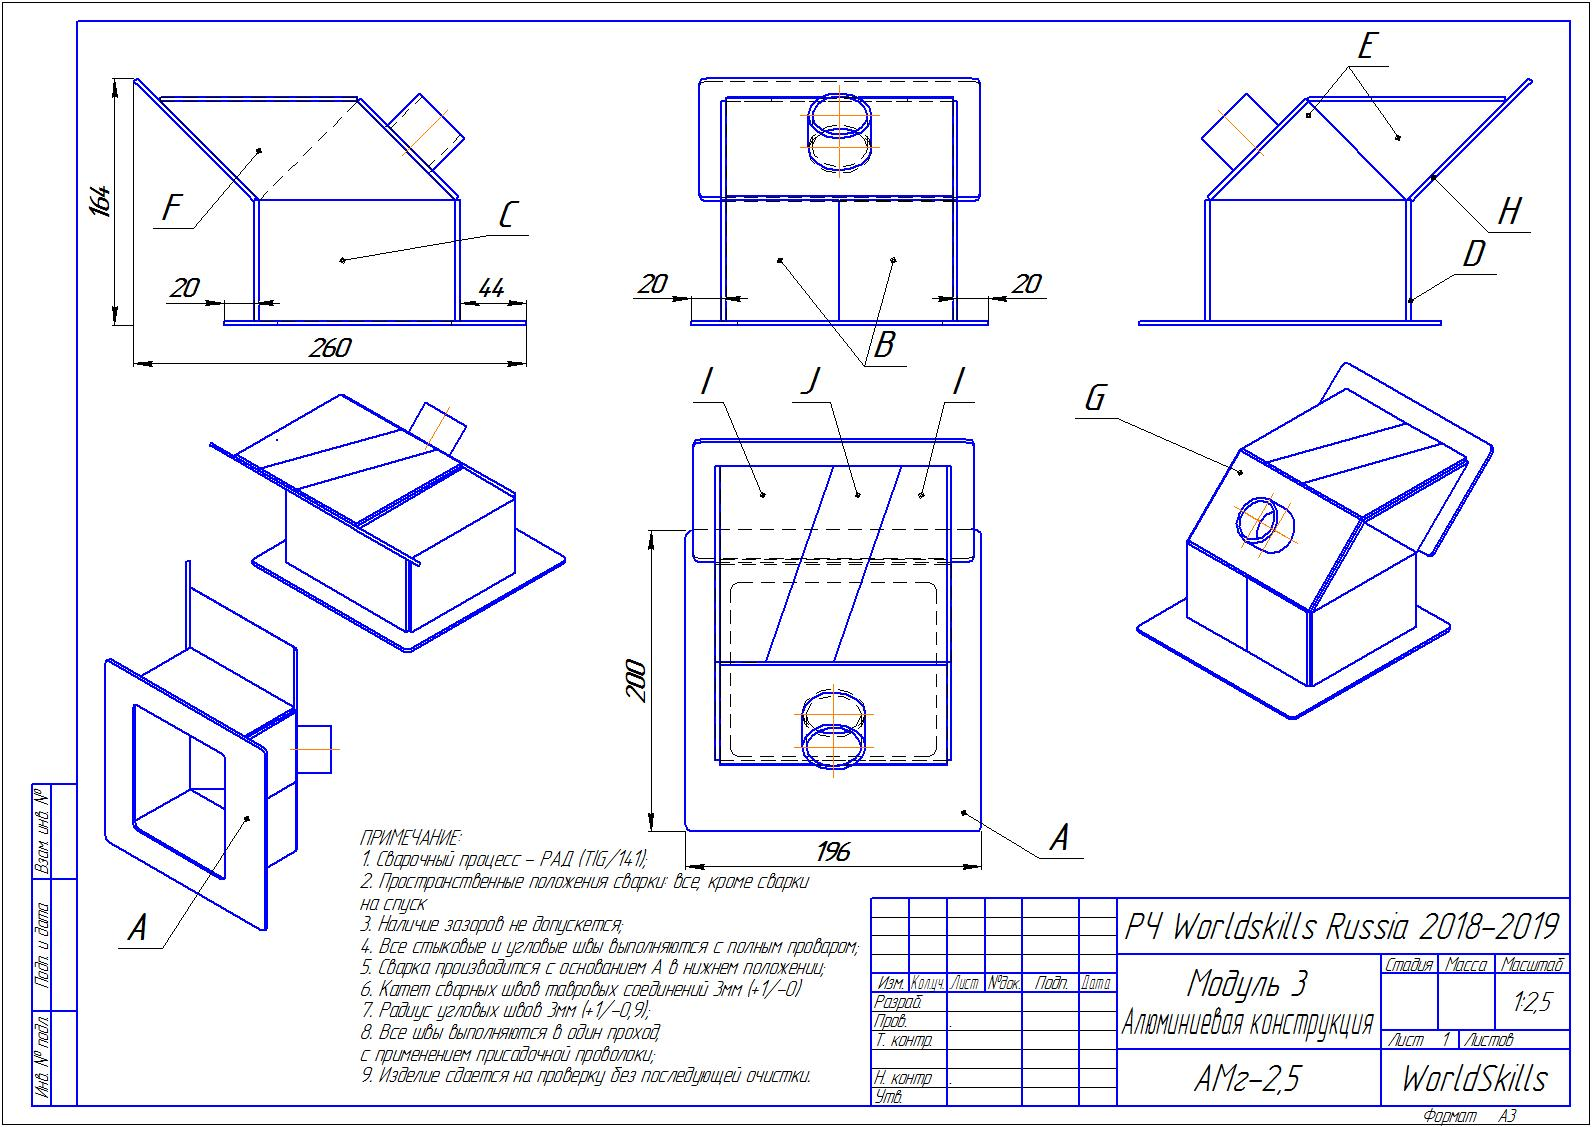 E
164
F
C
H
D
20
44
20
20
260
B
I
J
I
G
200
196
A
A
ПРИМЕЧАНИЕ:
1. Сварочный процесс – РАД (TIG/141);
2. Пространственные положения сварки: все, кроме сварки
на спуск
3. Наличие зазоров не допускется;
4. Все стыковые и угловые швы выполняются с полным проваром;
5. Сварка производится с основанием А в нижнем положении;
6. Катет сварных швов тавровых соединений 3мм (+1/–0)
7. Радиус угловых швов 3мм (+1/–0,9);
8. Все швы выполняются в один проход,
с применением присадочной проволоки;
9. Изделие сдается на проверку без последующей очистки.
Взам. инв. №
Подп. и дата
Инв. № подл.
РЧ Worldskills Russia 2018–2019
Изм. Кол.уч. Лист №док. Подп. Дата
Разраб.
Пров.
Т. контр.
Н. контр
Утв.
Модуль 3
Алюминиевая конструкция
Стадия Масса Масштаб
1:2,5
Лист 1 Листов
АМг–2,5
WorldSkills
Формат А3